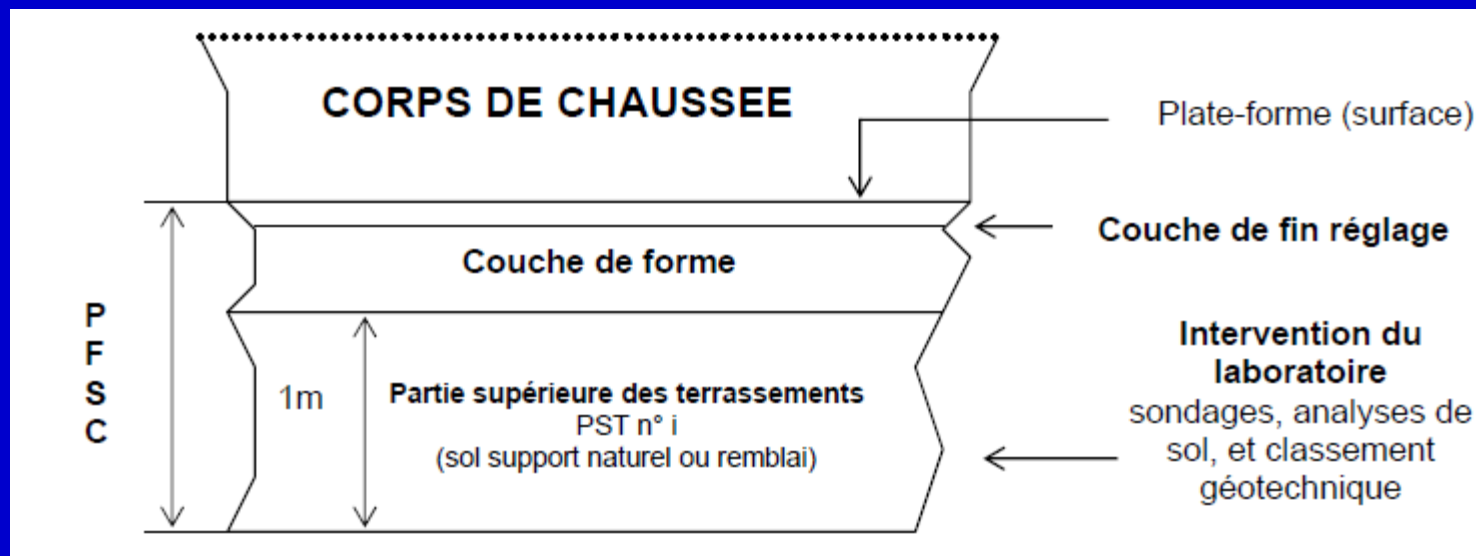 CORPS DE CHAUSSEE
Plate-forme (surface)
Couche de fin réglage
Couche de forme
P
F
S
C
1m
Partie supérieure des terrassements
PST n° i
(sol support naturel ou remblai)
Intervention du
laboratoire
sondages, analyses de
sol, et classement
géotechnique